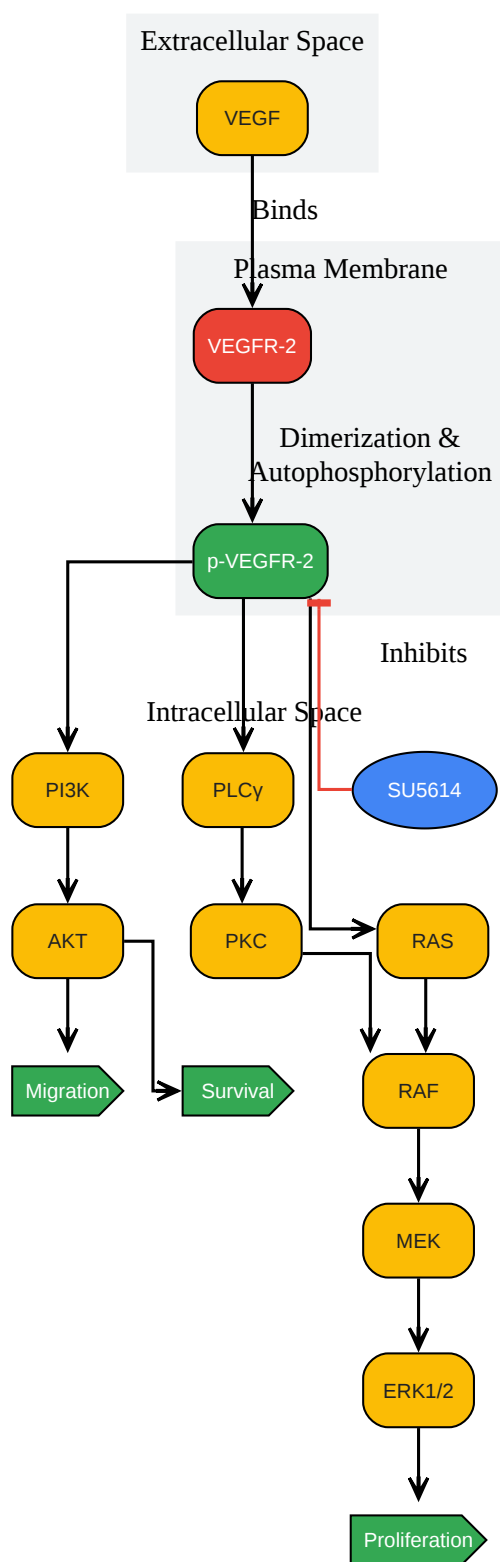 Extracellular Space
VEGF
Binds
Plasma Membrane
VEGFR-2
Dimerization &
Autophosphorylation
p-VEGFR-2
Inhibits
Intracellular Space
PI3K
PLCγ
SU5614
AKT
PKC
RAS
Migration
Survival
RAF
MEK
ERK1/2
Proliferation